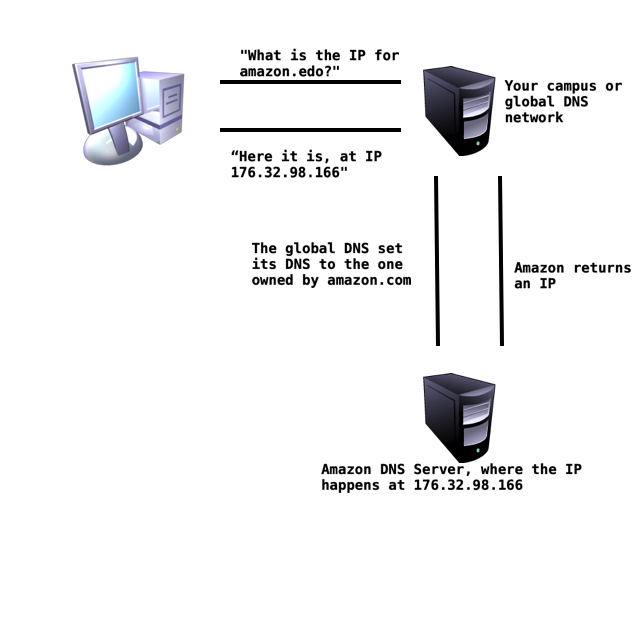 "What is the IP for
amazon.edo?"
Your campus or
global DNS
network
“Here it is, at IP
176.32.98.166"
The global DNS set
its DNS to the one
owned by amazon.com
Amazon returns
an IP
Amazon DNS Server, where the IP
happens at 176.32.98.166